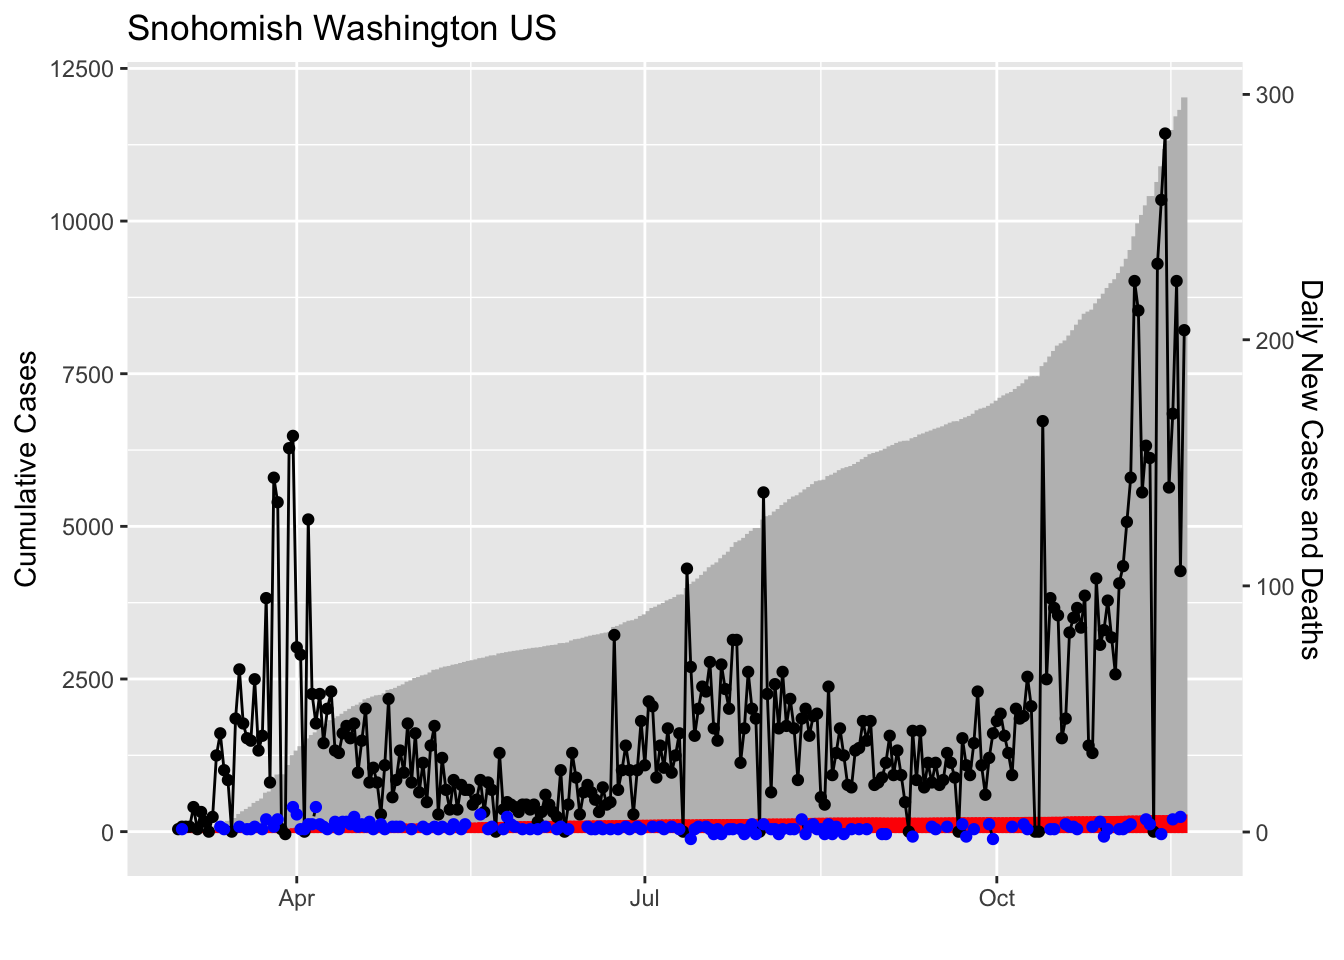 Snohomish Washington US
12500
10000
7500
5000
2500
0
Cumulative Cases
300
200
100
0
Daily New Cases and Deaths
Apr
Jul
Oct